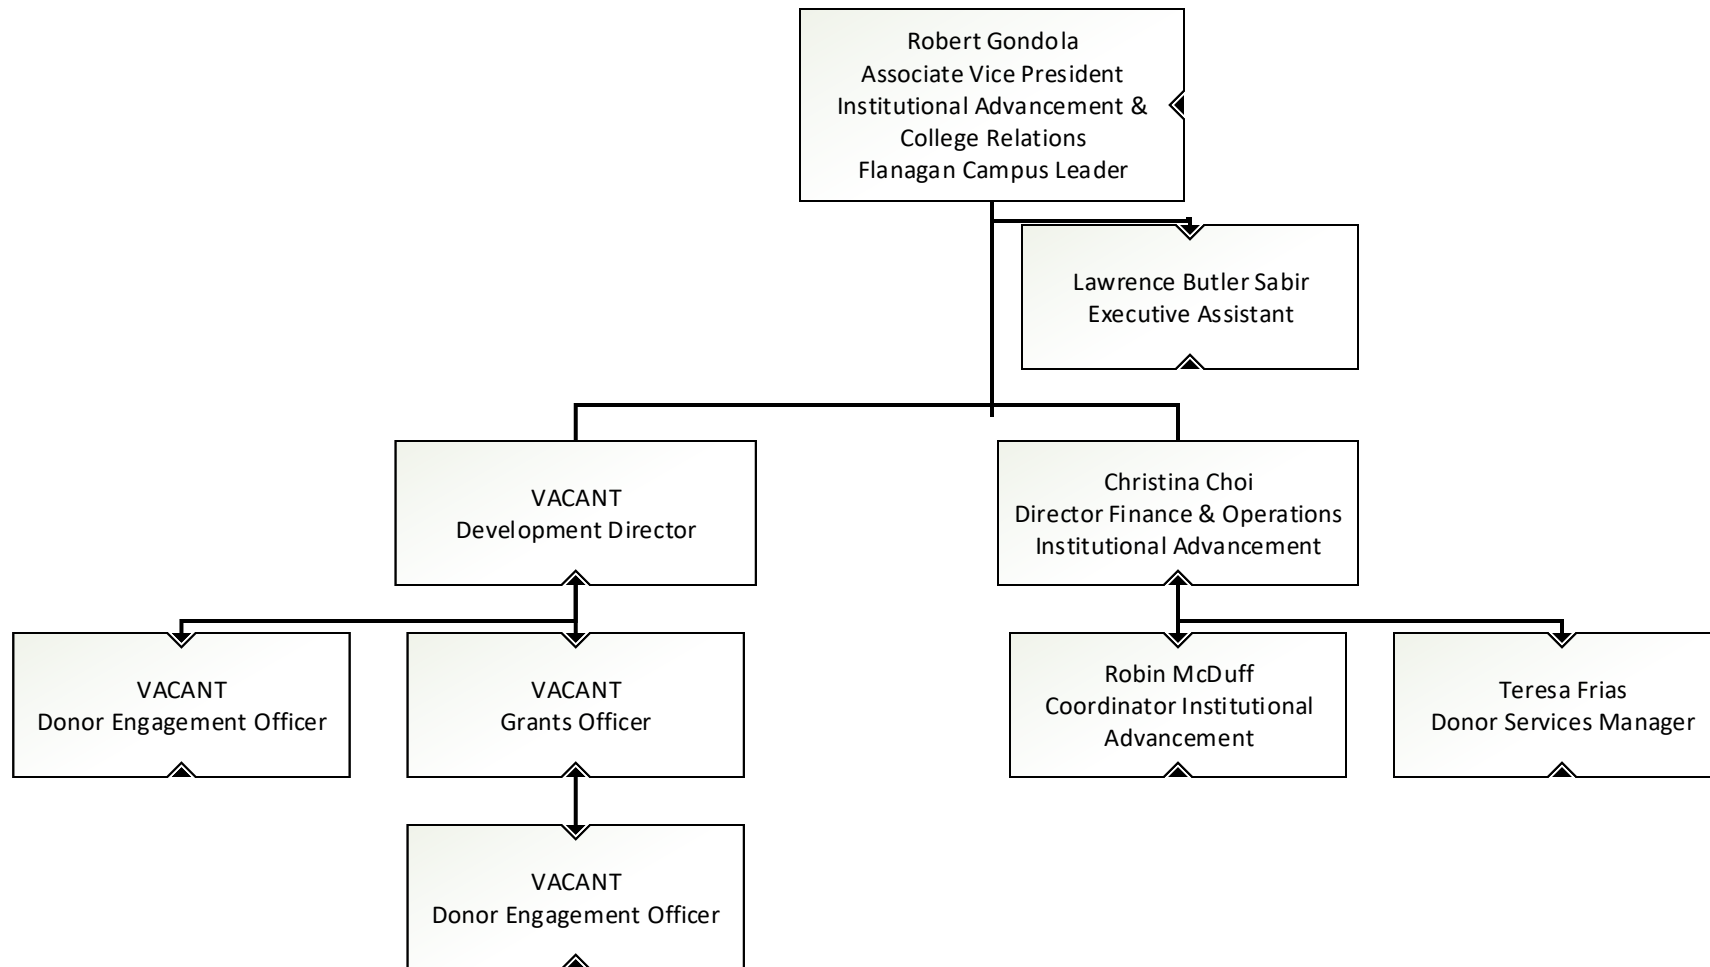 Robert Gondola
Associate Vice President
Institutional Advancement &
College Relations
Flanagan Campus Leader
Lawrence Butler Sabir
Executive Assistant
VACANT
Development Director
Christina Choi
Director Finance & Operations
Institutional Advancement
VACANT
Donor Engagement Officer
VACANT
Grants Officer
Robin McDuff
Coordinator Institutional
Advancement
Teresa Frias
Donor Services Manager
VACANT
Donor Engagement Officer